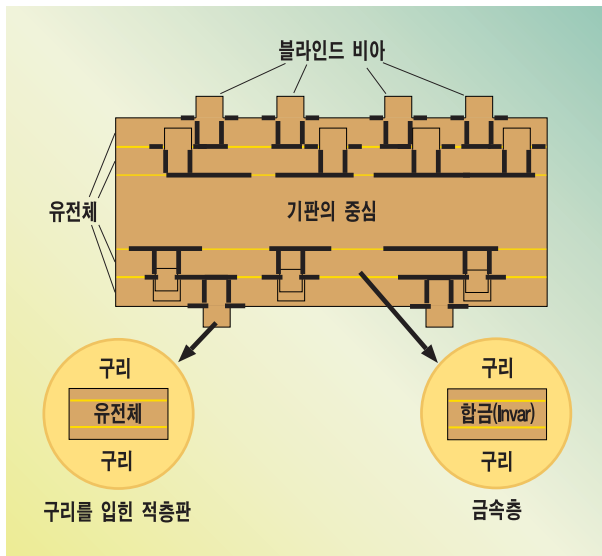 블라인드 비아
유전체
기판의 중심
구리
유전체
구리
구리를 입힌 적층판
구리
합금(Invar)
구리
금속층